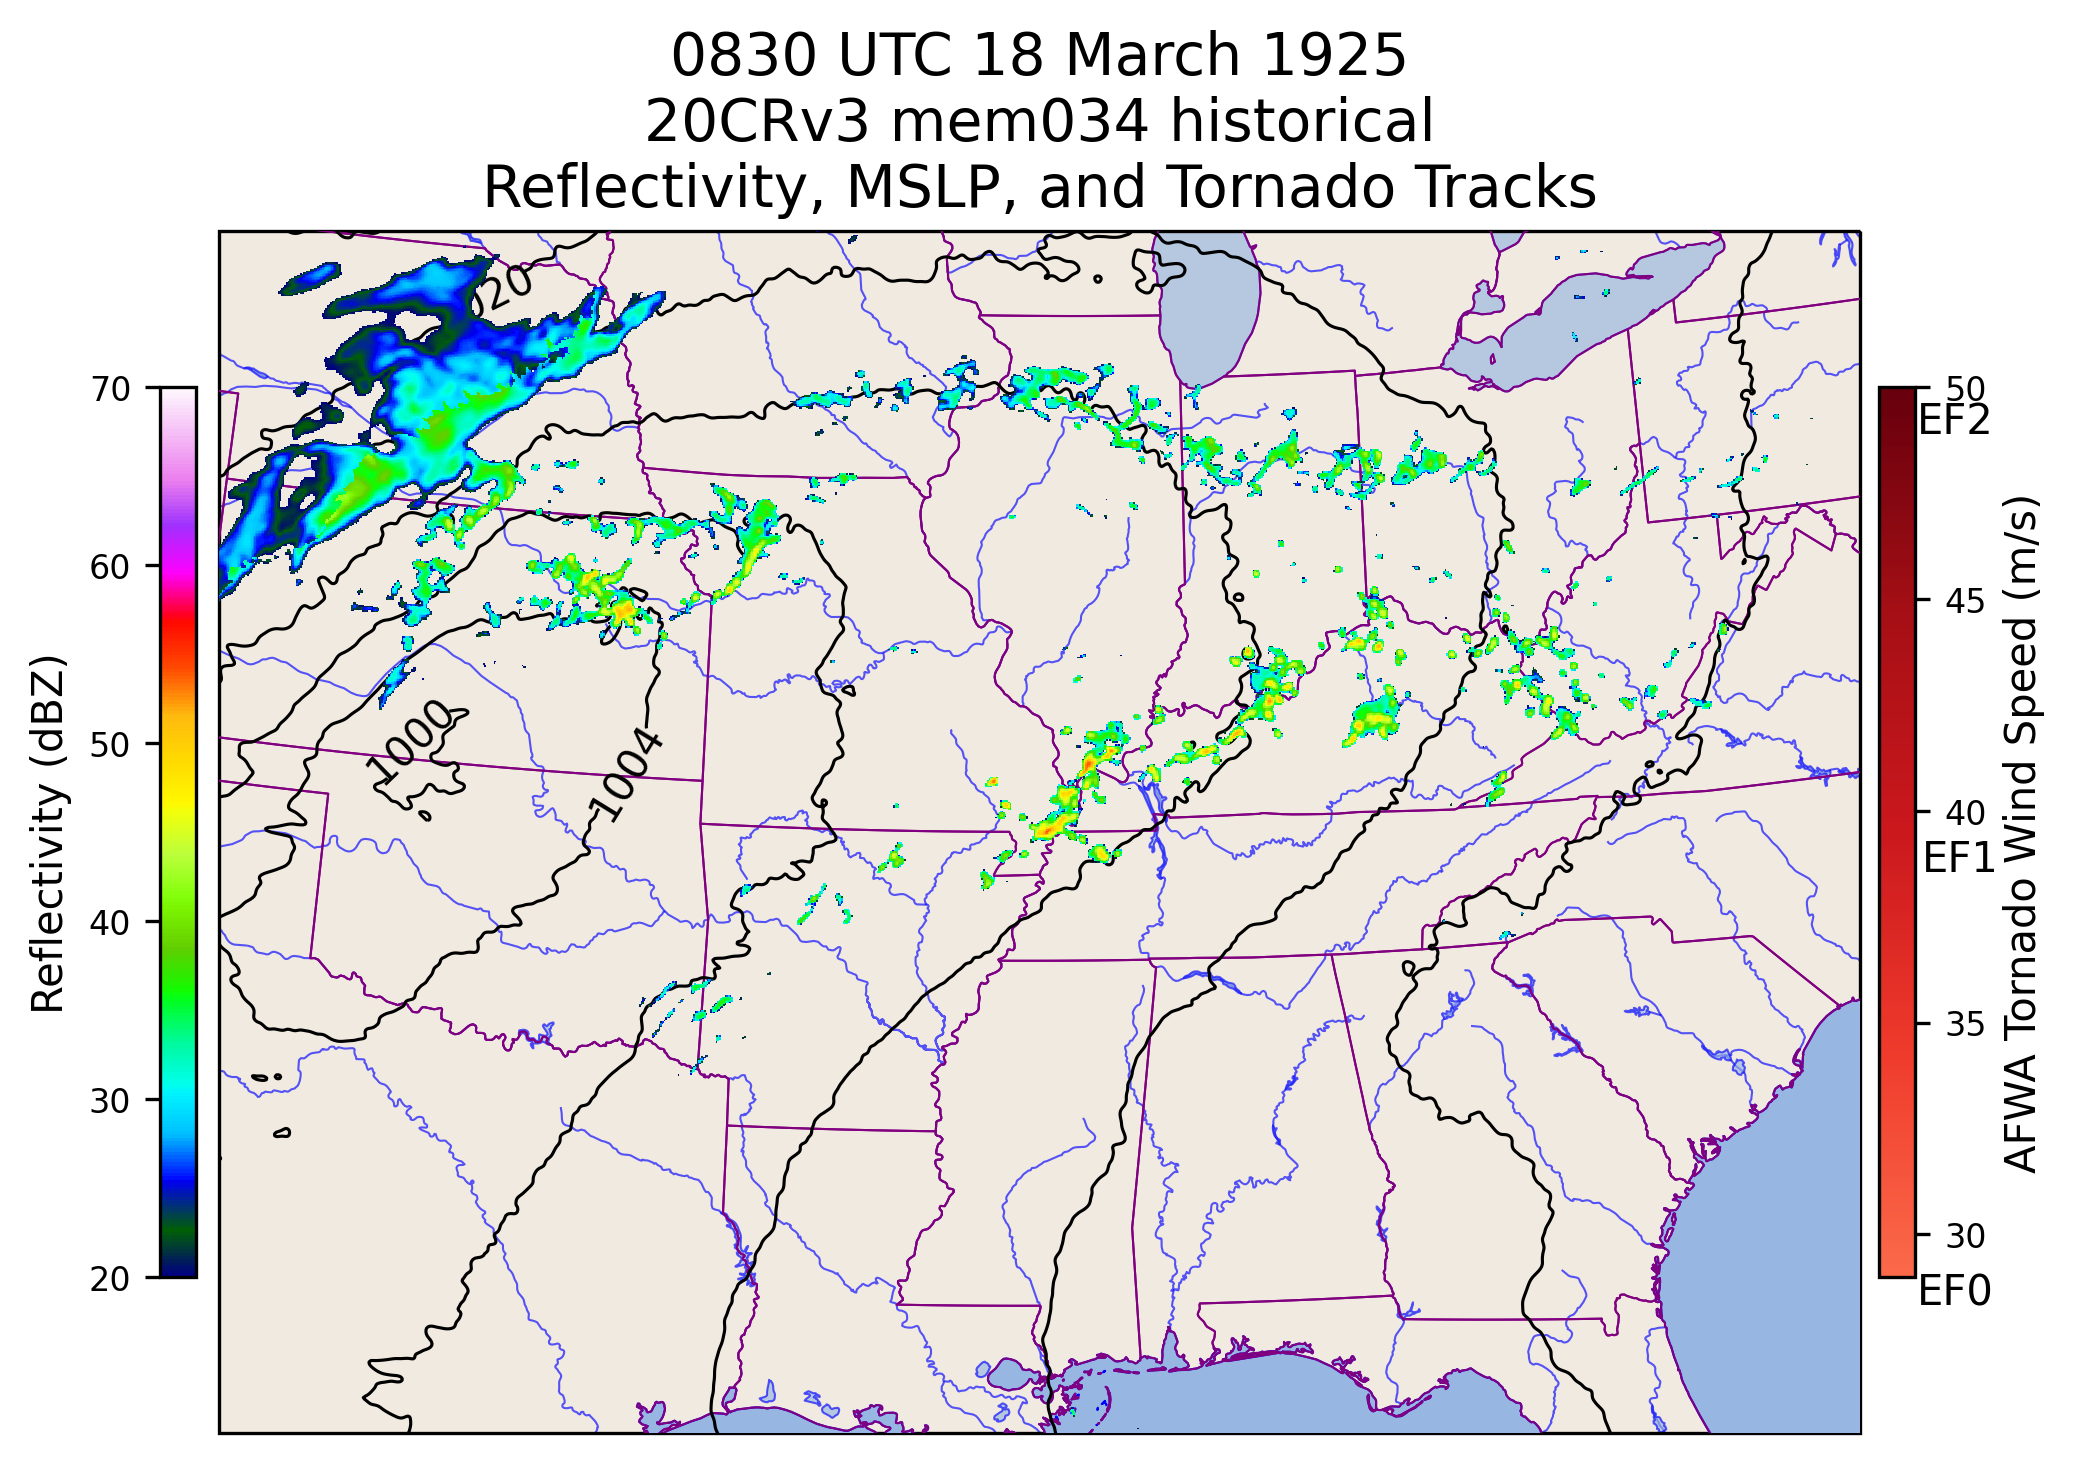 0830 UTC 18 March 1925
20CRv3 mem034 historical
Reflectivity, MSLP, and Tornado Tracks
020
1000
1004
70
60
50
40
30
20
Reflectivity (dBZ)
50
EF2
45
40
EF1
35
30
EF0
AFWA Tornado Wind Speed (m/s)